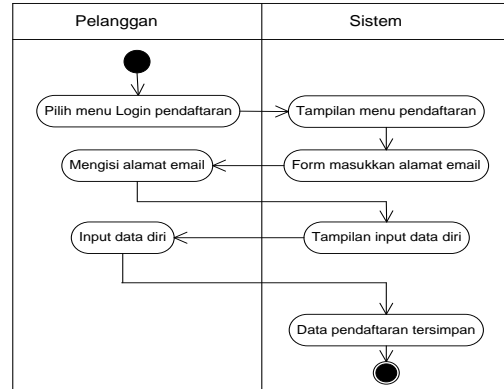 Pelanggan
Sistem
Pilih menu Login pendaftaran
Tampilan menu pendaftaran
Mengisi alamat email
Form masukkan alamat email
Input data diri
Tampilan input data diri
Data pendaftaran tersimpan